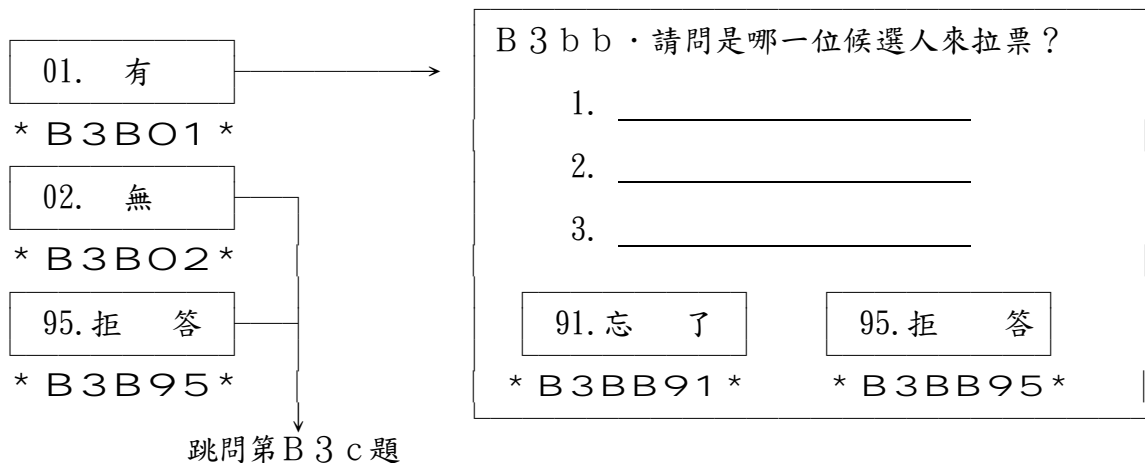 01. 有
*B3B01*
02. 無
*B3B02*
95.拒 答
*B3B95*
跳問第B3c題
B3bb.請問是哪一位候選人來拉票？
1.
2.
3.
91.忘 了
*B3BB91*
95.拒 答
*B3BB95*